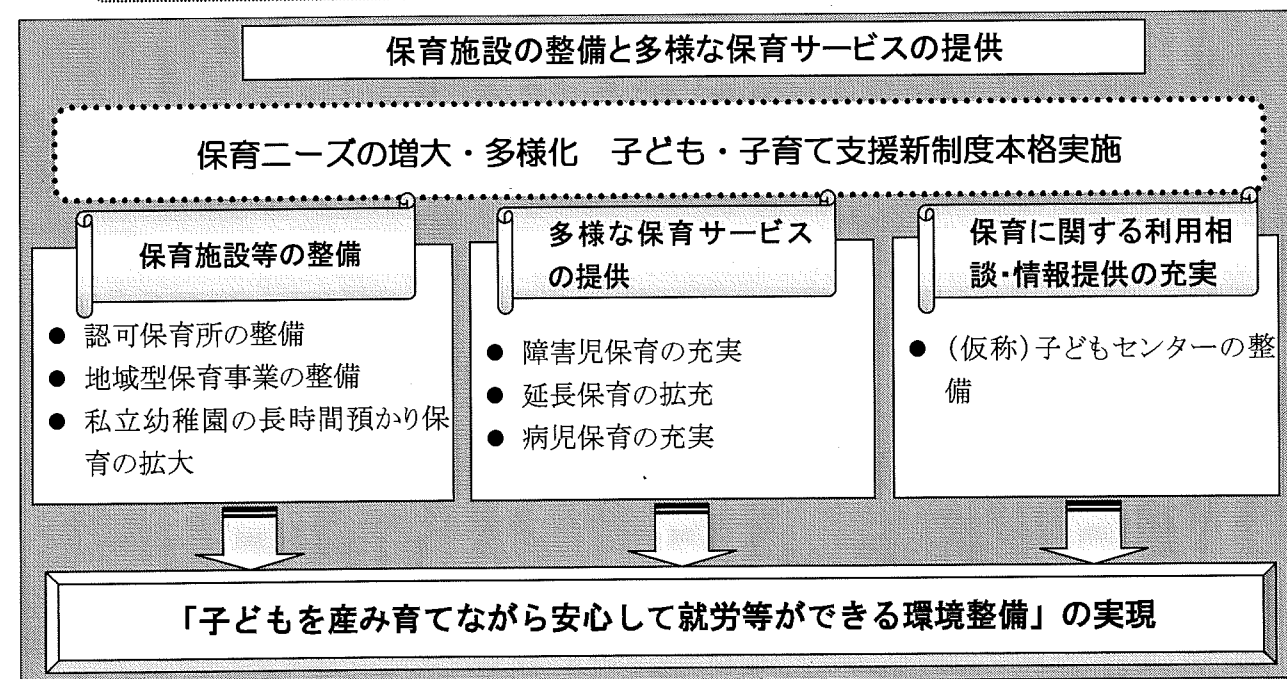 保育施設の整備と多様な保育サービスの提供
保育ニーズの増大・多様化　子ども・子育て支援新制度本格実施
保育施設等の整備
● 認可保育所の整備
● 地域型保育事業の整備
● 私立幼稚園の長時間預かり保
育の拡大
多様な保育サービス
の提供
● 障害児保育の充実
● 延長保育の拡充
● 病児保育の充実
保育に関する利用相
談・情報提供の充実
● (仮称)子どもセンターの整
備
「子どもを産み育てながら安心して就労等ができる環境整備」の実現